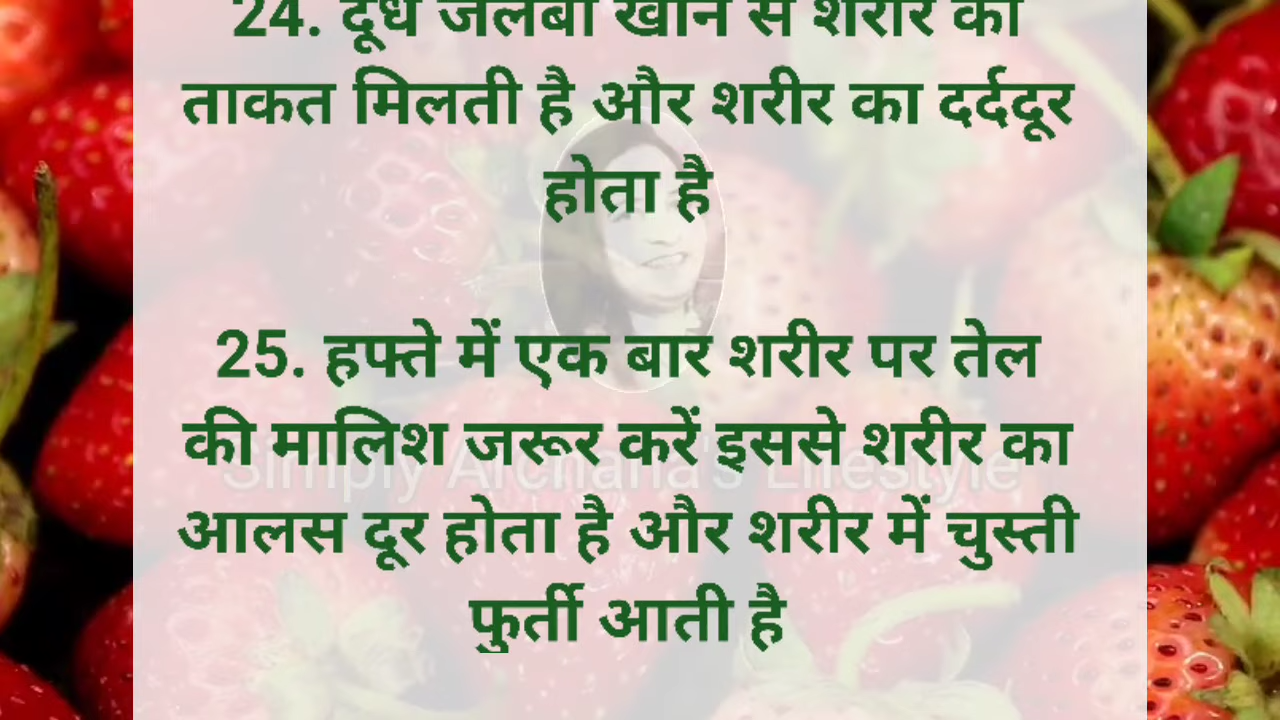 24. दूध जलेबी खाने से शरीर को
ताकत मिलती है और शरीर का दर्ददूर
होता है
25. हफ्ते में एक बार शरीर पर तेल
की मालिश जरूर करें इससे शरीर का
Simply Archana's Lifestyle
आलस दूर होता है और शरीर में चुस्ती
फुर्ती आती है